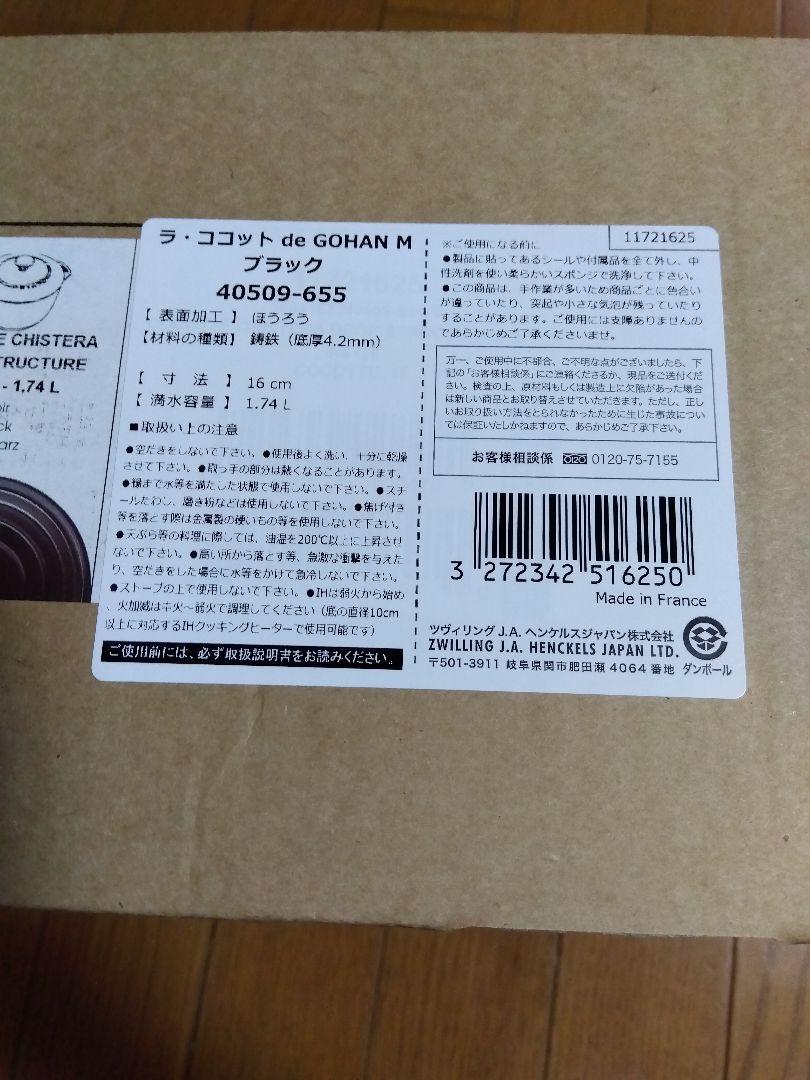 E CHISTERA
TRUCTURE
- 1,74 L
ck
arz
ラ・ココット de GOHAN M
ブラック
40509-655
【 表面加工 】 ほうろう
【材料の種類】 鋳鉄（底厚4.2mm）
【 寸 法 】 16 cm
【 満水容量 】 1.74 L
■取扱い上の注意
●空だきをしないで下さい。●使用後よく洗い、十分に乾燥
させて下さい。●取っ手の部分は熱くなることがあります。
●縁まで水等を満たした状態で使用しないで下さい。●スチ
ールたわし、磨き粉などは使用しないで下さい。●焦げ付き
等を落とす際は金属製の硬いもの等を使用しないで下さい。
●天ぷら等の料理に際しては、油温を200℃以上に上昇させ
ないで下さい。●高い所から落とす等、急激な衝撃を与えた
り、空だきをした場合に水等をかけて急冷しないで下さい。
●ストーブの上で使用しないで下さい。●IHは弱火から始め
、火加減は中火～弱火で調理してください（底の直径10cm
以上に対応するIHクッキングヒーターで使用可能です）
ご使用前には、必ず取扱説明書をお読みください。
11721625
※ご使用になる前に
●製品に貼ってあるシールや付属品を全て外し、中
性洗剤を使い柔らかいスポンジで洗浄して下さい。
●この商品は、手作業が多いため商品ごとに色合い
が違っていたり、突起や小さな気泡が残っていたり
することがあります。ご使用には支障ありませんの
であらかじめご了承くださいませ。
万一、ご使用中に不都合、ご不明な点がございましたら、下
記の「お客様相談係」にご連絡くださるか、現品をご送付くださ
い。検査の上、原材料もしくは製造上に欠陥があった場合
は新しい商品とお取り替えさせていただきます。ただし、正し
いお取り扱い方法をとられなかったために生じた事故につい
ては保証いたしかねますので、あらかじめご了承下さい。
お客様相談係 0120-75-7155
3 272342 516250
Made in France
ツヴィリング J.A. ヘンケルスジャパン株式会社
ZWILLING J.A. HENCKELS JAPAN LTD.
〒501-3911 岐阜県関市肥田瀬 4064 番地
ダンボール